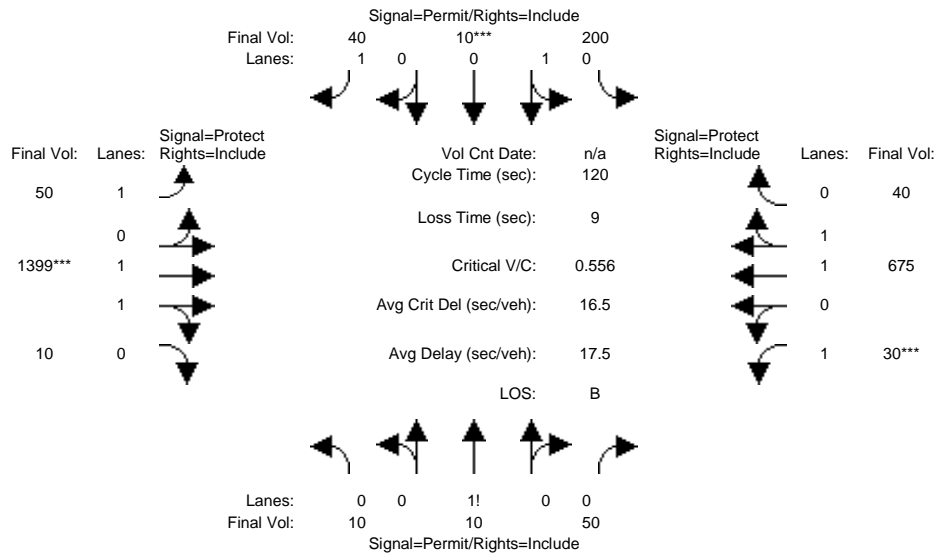 Signal=Permit/Rights=Include
Final Vol: 40 10*** 200
Lanes: 1 0 0 1 0
Signal=Protect Signal=Protect
Final Vol: Lanes: Rights=Include Vol Cnt Date: n/a Rights=Include Lanes: Final Vol:
Cycle Time (sec): 120
50 1 0 40
Loss Time (sec): 9
0 1
1399*** 1 Critical V/C: 0.556 1 675
1 Avg Crit Del (sec/veh): 16.5 0
10 0 Avg Delay (sec/veh): 17.5 1 30***
LOS: B
Lanes: 0 0 1! 0 0
Final Vol: 10 10 50
Signal=Permit/Rights=Include